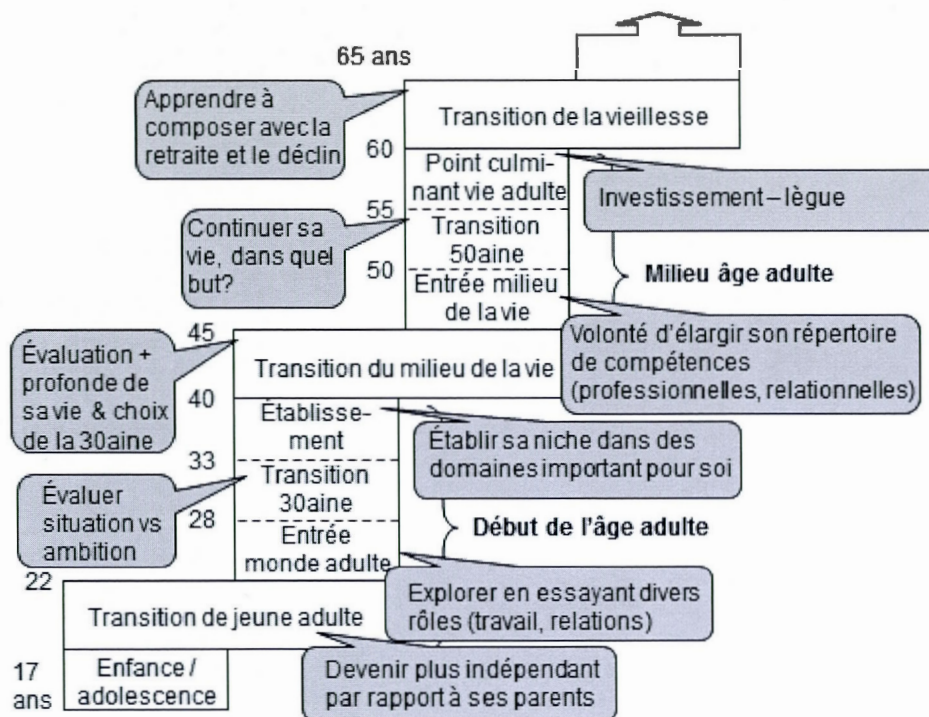 65 ans
Apprendre à
composer avec la
retraite et le déclin
Transition de la vieillesse
60
Point culmi-
nant vie adulte
Investissement – lègue
55
Continuer sa
vie, dans quel
but?
Transition
50aine
50
Milieu âge adulte
Entrée milieu
de la vie
45
Volonté d’élargir son répertoire
de compétences
(professionnelles, relationnelles)
Évaluation +
profonde de
sa vie & choix
de la 30aine
Transition du milieu de la vie
40
Établisse-
ment
Établir sa niche dans des
domaines important pour soi
33
Évaluer
situation vs
ambition
Transition
30aine
28
Début de l’âge adulte
Entrée
monde adulte
22
Explorer en essayant divers
rôles (travail, relations)
Transition de jeune adulte
17
ans
Enfance /
adolescence
Devenir plus indépendant
par rapport à ses parents